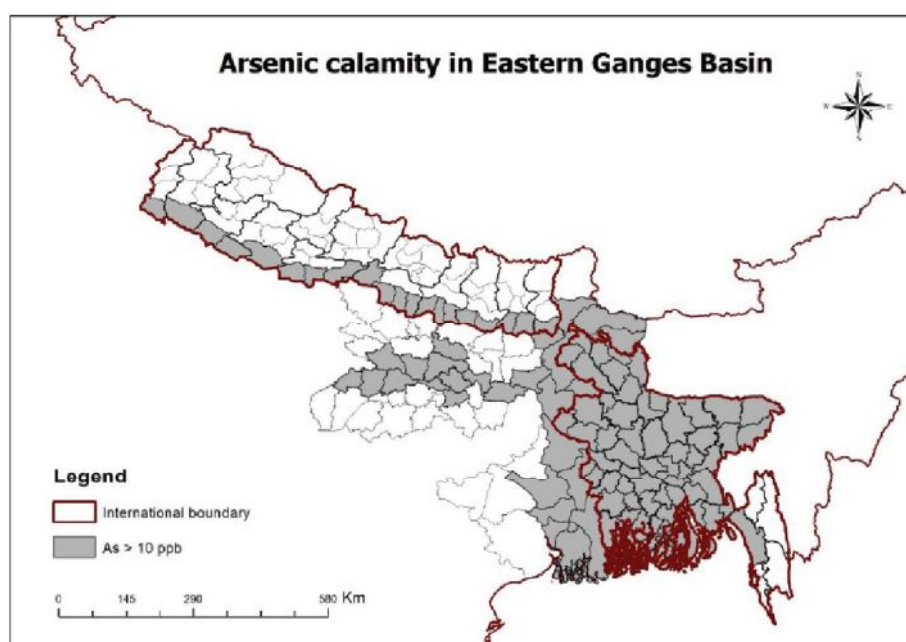 Arsenic calamity in Eastern Ganges Basin
N
W E
S
Legend
International boundary
As > 10 ppb
0 145 290 580 Km